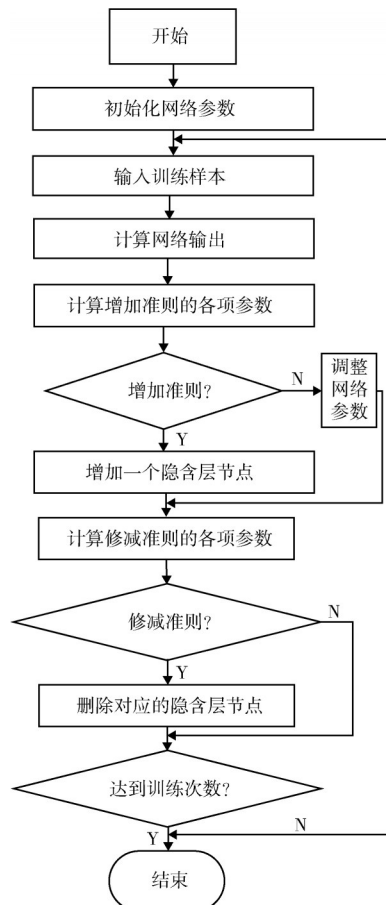 开始
初始化网络参数
输入训练样本
计算网络输出
计算增加准则的各项参数
增加准则?
N
调整
网络
参数
Y
增加一个隐含层节点
计算修减准则的各项参数
修减准则?
N
Y
删除对应的隐含层节点
达到训练次数?
Y
N
结束